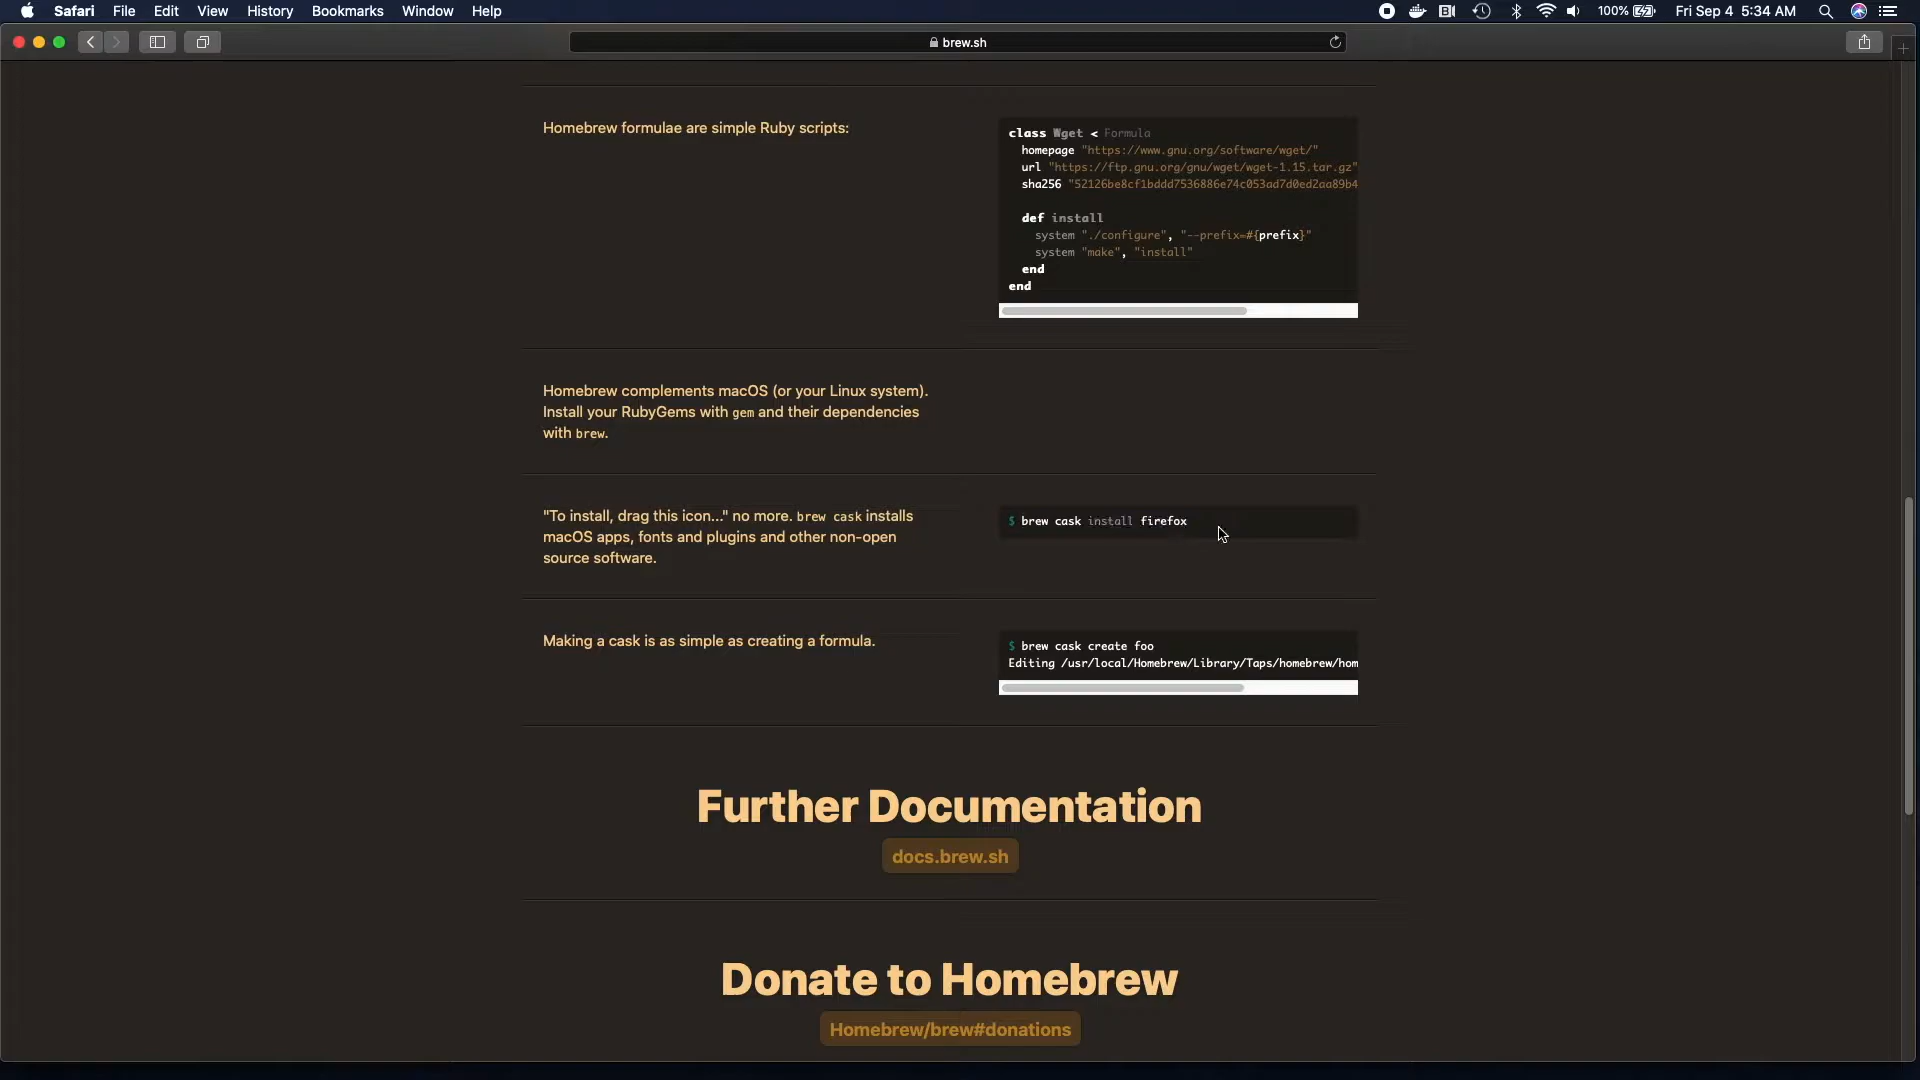 Safari File Edit View History Bookmarks Window Help 100% Fri Sep 4 5:34 AM
brew.sh
Homebrew formulae are simple Ruby scripts:
class Wget < Formula
homepage "https://www.gnu.org/software/wget/"
url "https://ftp.gnu.org/gnu/wget/wget-1.15.tar.gz"
sha256 "52126be8cf1bddd7536886e74c053ad7d0ed2aa89b4
def install
system "./configure", "--prefix=#{prefix}"
system "make", "install"
end
end
Homebrew complements macOS (or your Linux system).
Install your RubyGems with gem and their dependencies
with brew.
"To install, drag this icon..." no more. brew cask installs
macOS apps, fonts and plugins and other non-open
source software.
$ brew cask install firefox
Making a cask is as simple as creating a formula.
$ brew cask create foo
Editing /usr/local/Homebrew/Library/Taps/homebrew/hom
Further Documentation
docs.brew.sh
Donate to Homebrew
Homebrew/brew#donations